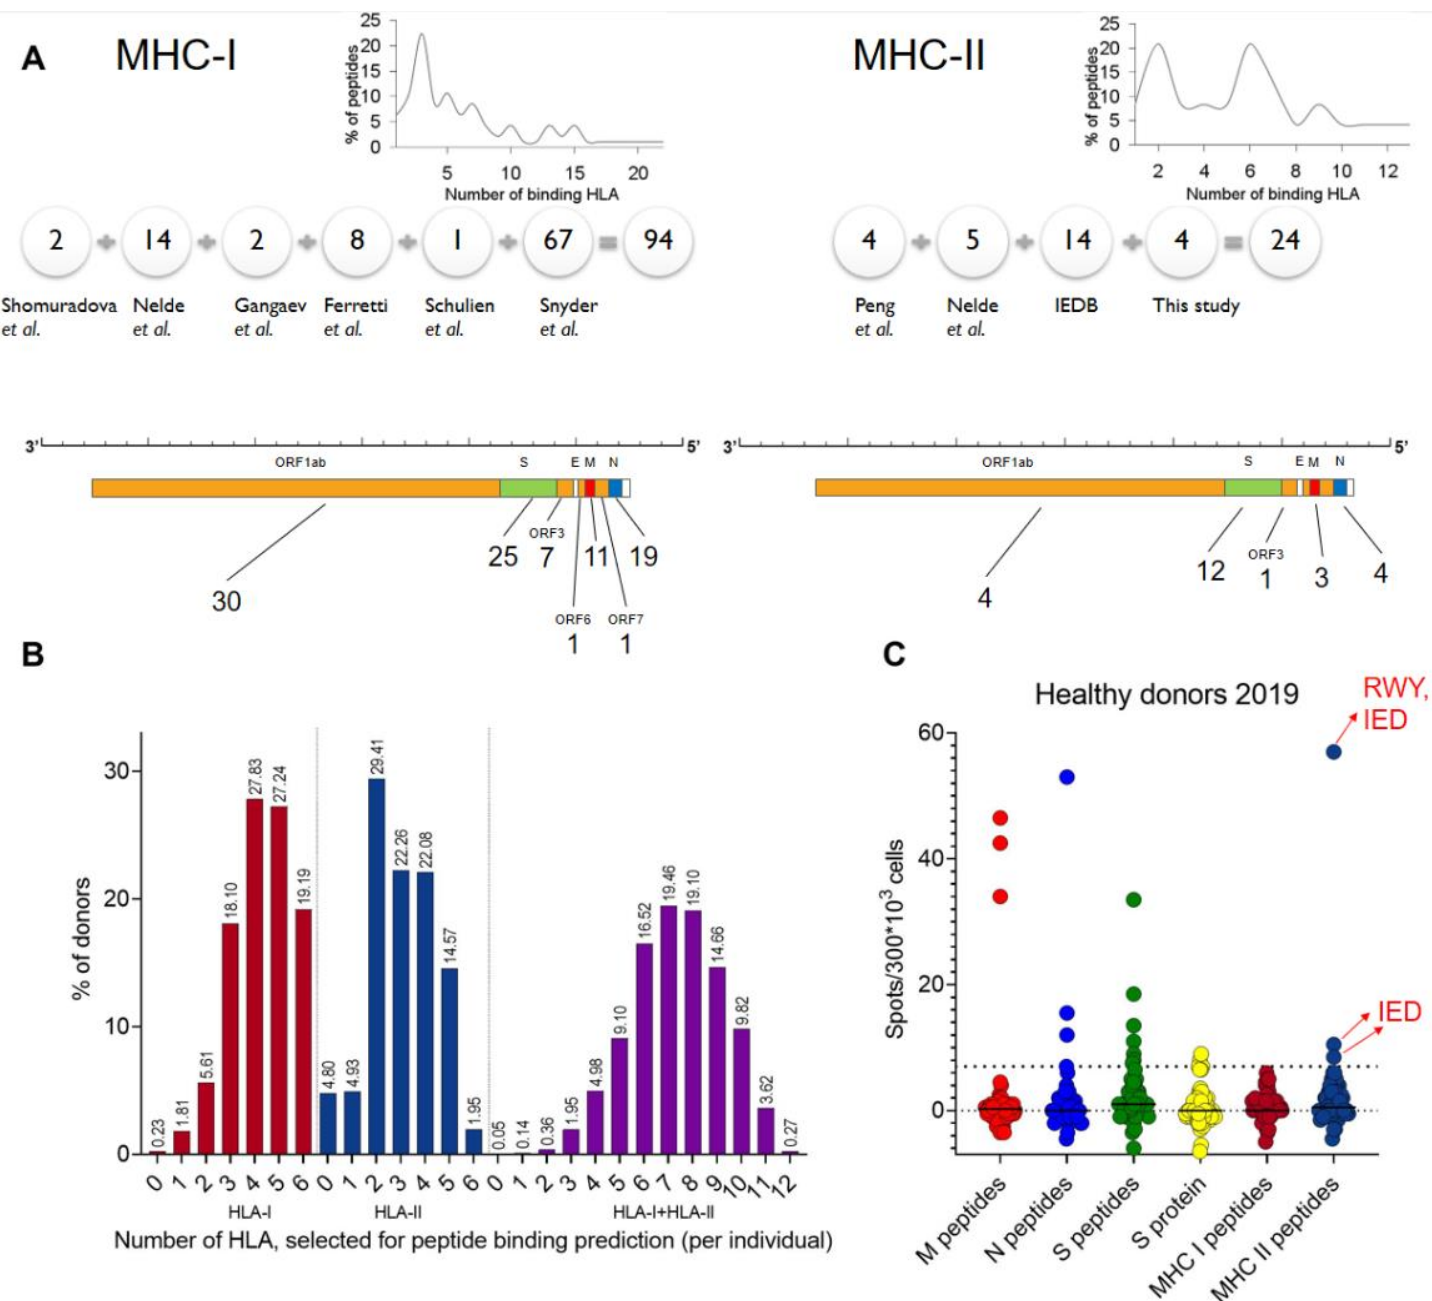 A
MHC-I
25
20
15
10
5
0
% of peptides
5 10 15 20
Number of binding HLA
MHC-II
25
20
15
10
5
0
% of peptides
2 4 6 8 10 12
Number of binding HLA
2 + 14 + 2 + 8 + 1 + 67 = 94
Shomuradova Nelde Gangaev Ferretti Schulien Snyder
et al. et al. et al. et al. et al. et al.
4 + 5 + 14 + 4 = 24
Peng Nelde IEDB This study
et al. et al.
3' 5'
ORF1ab S E M N
ORF3
25 7 11 19
30
ORF6 ORF7
1 1
3' 5'
ORF1ab S E M N
ORF3
12 1 3 4
4
B
% of donors
30
20
10
0
0.23 1.81 5.61 18.10 27.83 27.24 19.19 4.80 4.93 29.41 22.26 22.08 14.57 1.95 0.05 0.14 0.36 1.95 4.98 9.10 16.52 19.46 19.10 14.66 9.82 3.62 0.27
0 1 2 3 4 5 6 0 1 2 3 4 5 6 0 1 2 3 4 5 6 7 8 9 10 11 12
HLA-I HLA-II HLA-I+HLA-II
Number of HLA, selected for peptide binding prediction (per individual)
C
Healthy donors 2019
RWY,
IED
IED
Spots/300*10³ cells
60
40
20
0
M peptides
N peptides
S peptides
S protein
MHC I peptides
MHC II peptides